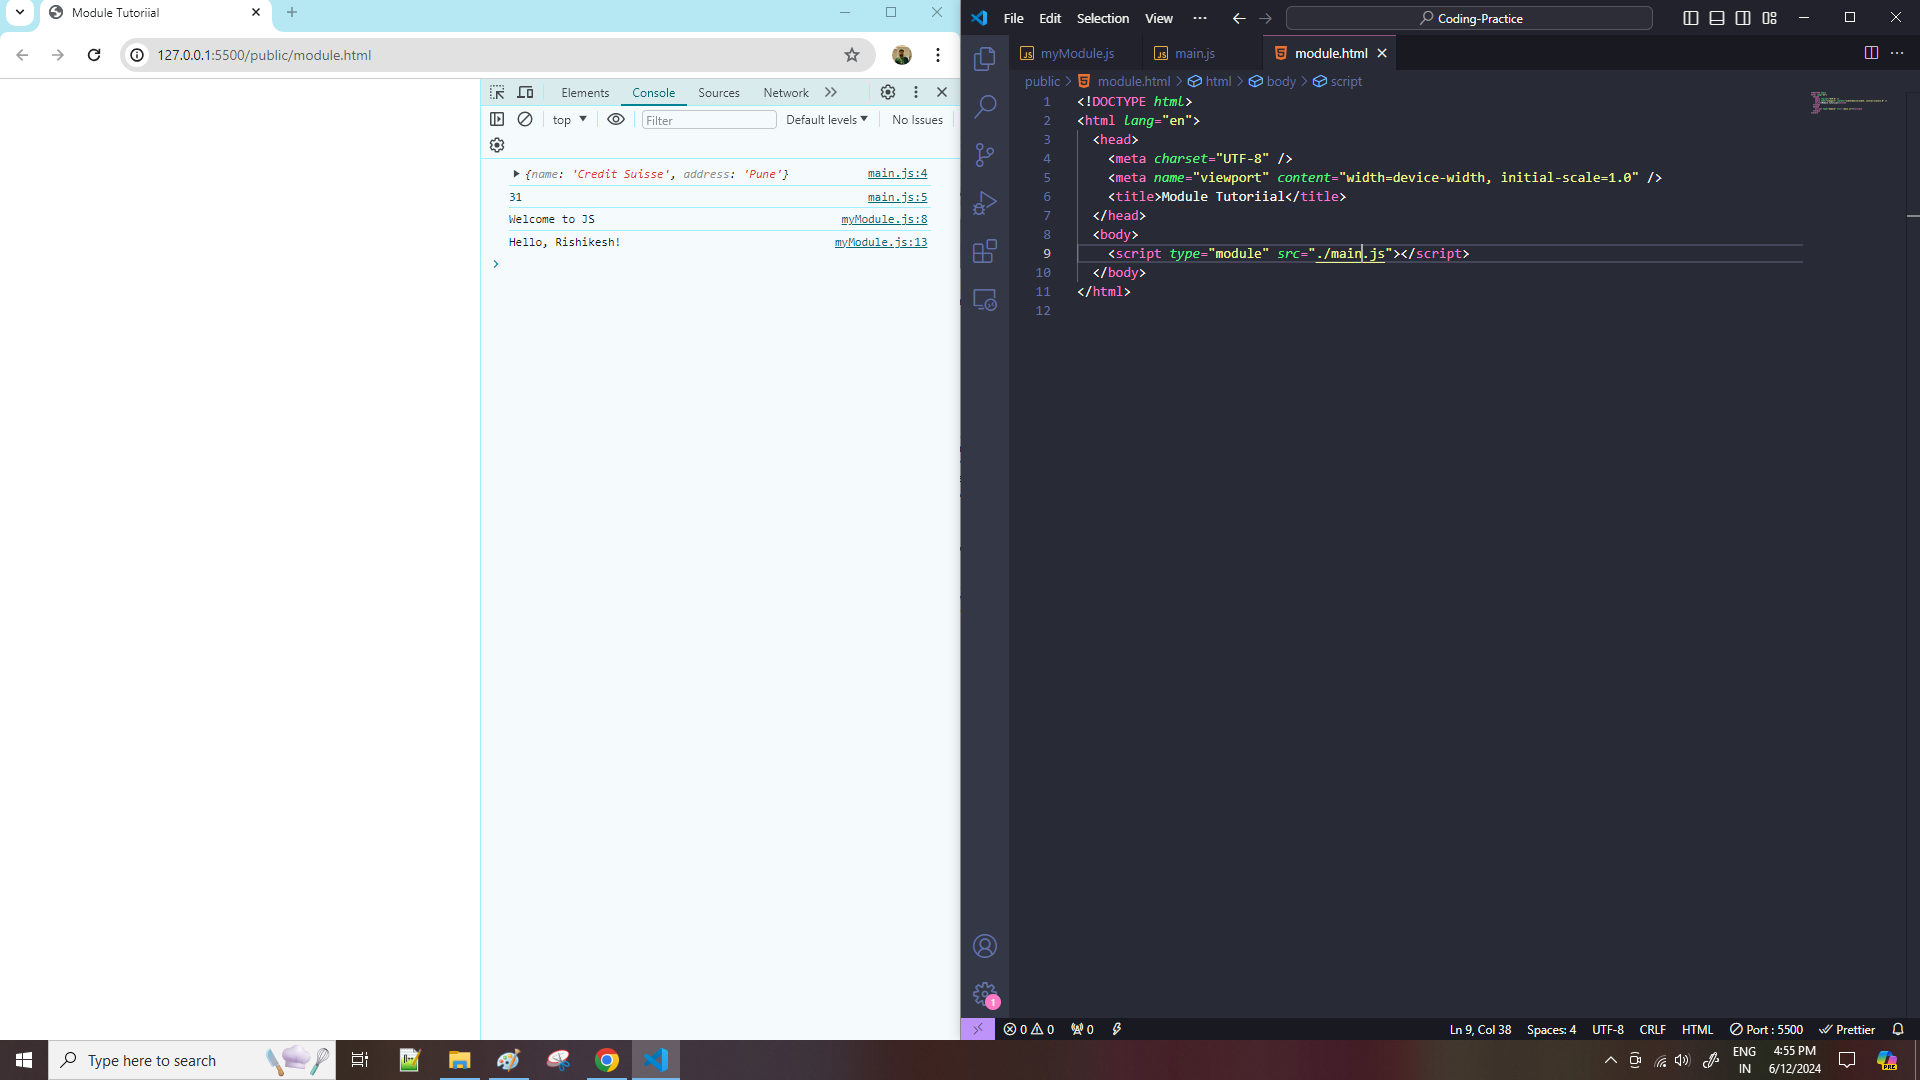 Module Tutoriial
127.0.0.1:5500/public/module.html
Elements Console Sources Network
top Filter Default levels No Issues
{name: 'Credit Suisse', address: 'Pune'} main.js:4
31 main.js:5
Welcome to JS myModule.js:8
Hello, Rishikesh! myModule.js:13
File Edit Selection View ··· Coding-Practice
JS myModule.js JS main.js module.html
public > module.html > html > body > script
1 <!DOCTYPE html>
2 <html lang="en">
3 <head>
4 <meta charset="UTF-8" />
5 <meta name="viewport" content="width=device-width, initial-scale=1.0" />
6 <title>Module Tutoriial</title>
7 </head>
8 <body>
9 <script type="module" src="./main.js"></script>
10 </body>
11 </html>
12
1
0 0 0 Ln 9, Col 38 Spaces: 4 UTF-8 CRLF HTML Port : 5500 Prettier
Type here to search
ENG
IN
4:55 PM
6/12/2024
PRE